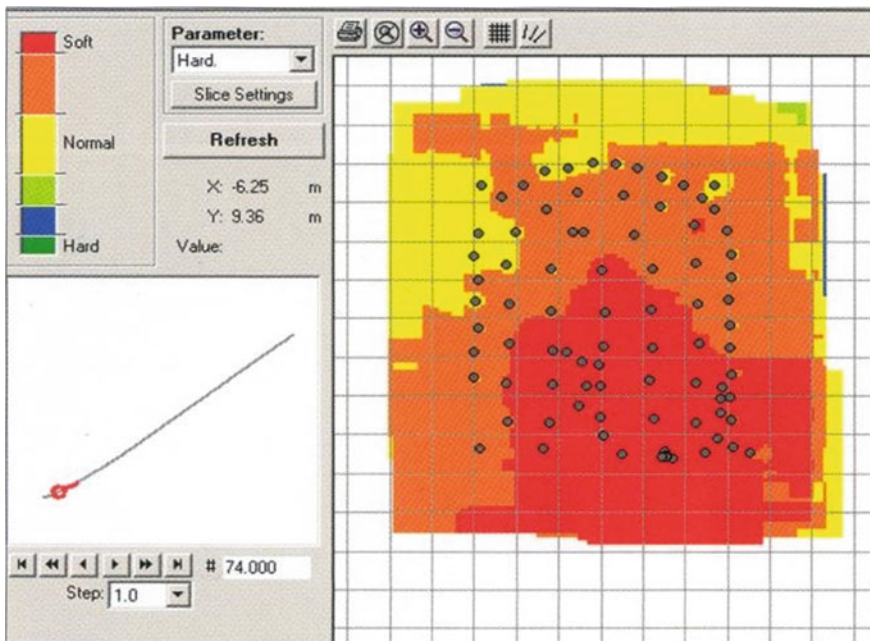 Soft
Normal
Hard
Parameter:
Hard.
Slice Settings
Refresh
X: -6.25 m
Y: 9.36 m
Value:
# 74.000
Step: 1.0